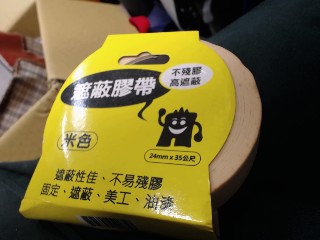 遮蔽膠帶
不殘膠
高遮蔽
米色
24mm x 35公尺
遮蔽性佳、不易殘膠
固定、遮蔽、美工、油漆